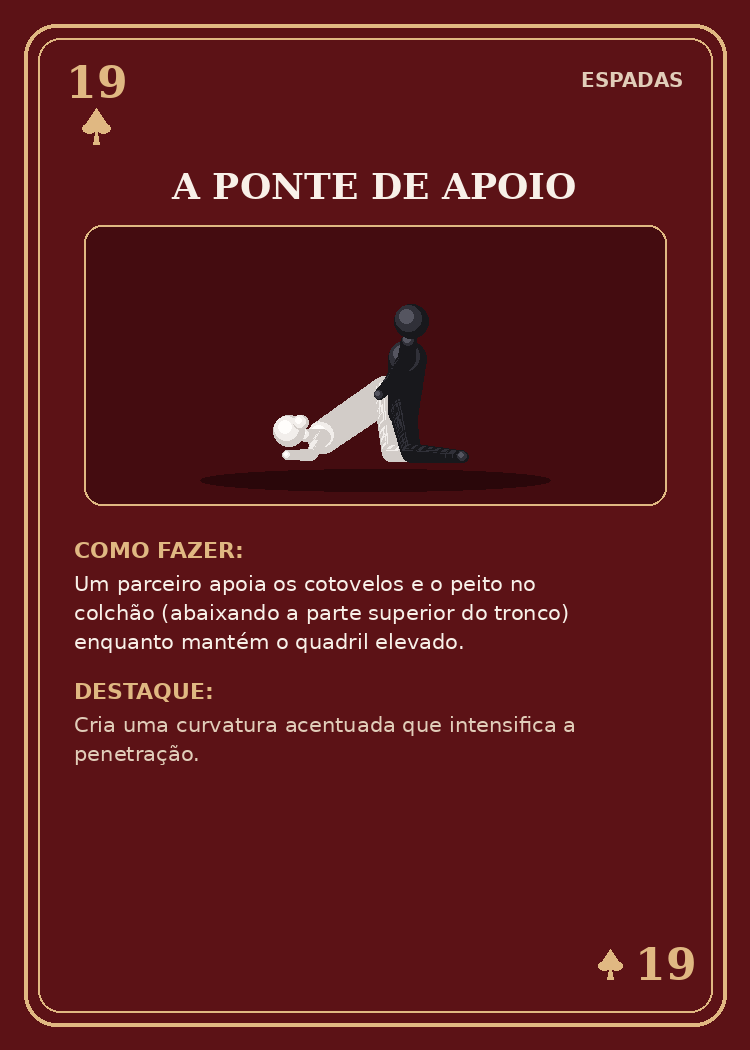 19
ESPADAS
A PONTE DE APOIO
COMO FAZER:
Um parceiro apoia os cotovelos e o peito no
colchão (abaixando a parte superior do tronco)
enquanto mantém o quadril elevado.
DESTAQUE:
Cria uma curvatura acentuada que intensifica a
penetração.
19